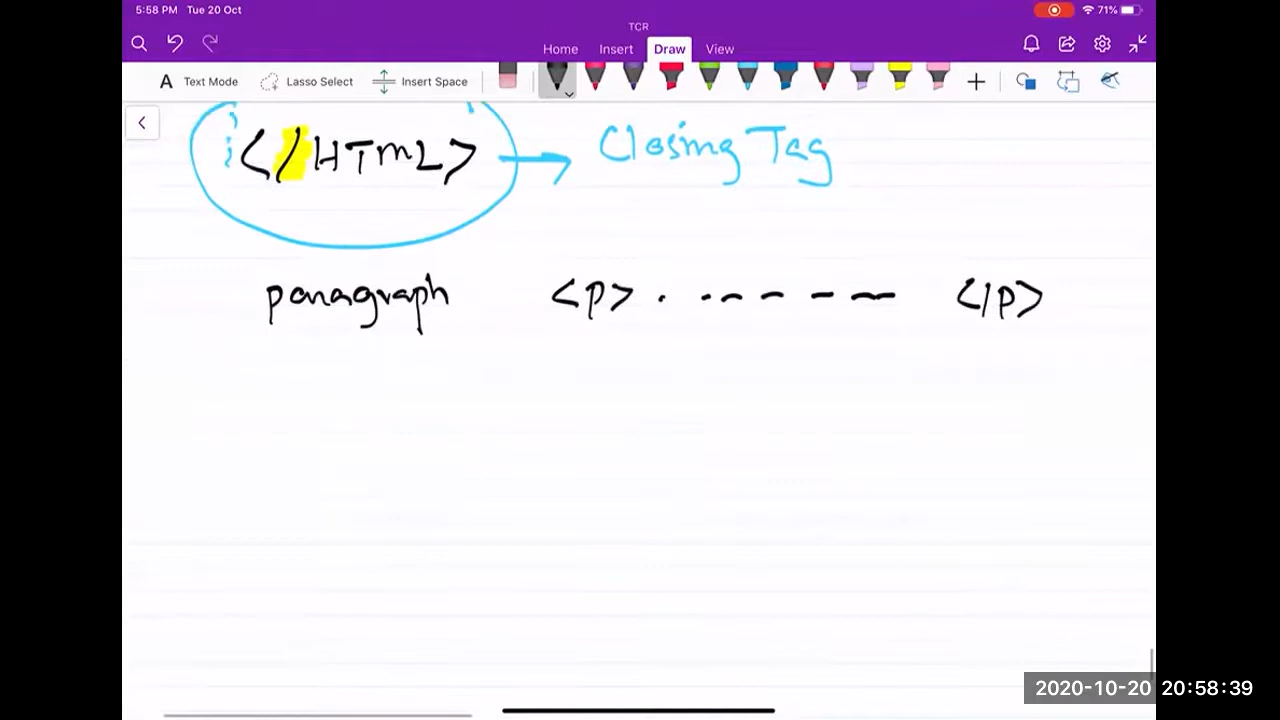 5:58 PM Tue 20 Oct
71%
TCR
Home Insert Draw View
A Text Mode Lasso Select Insert Space
</HTmL> → Closing Tag
paragraph <p> . . – – – – – </p>
2020-10-20 20:58:39